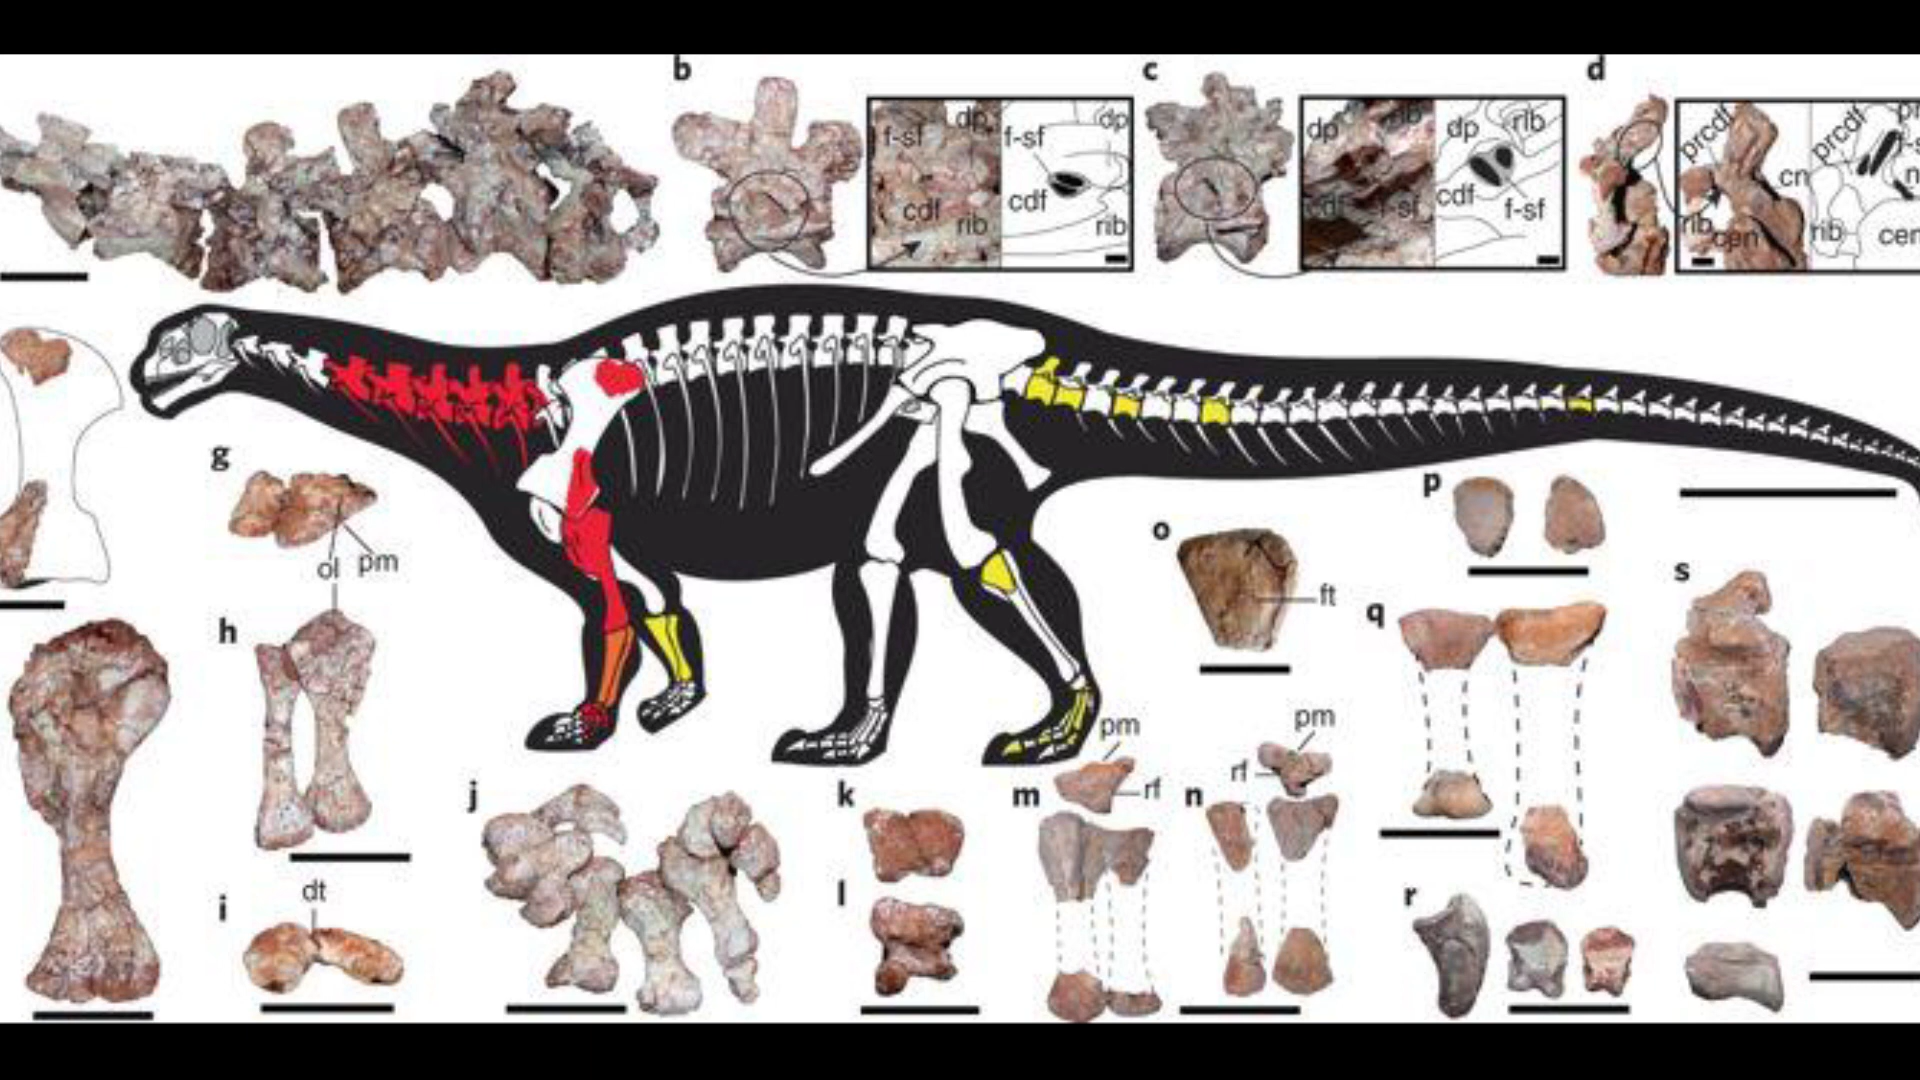 b
c
d
f-sf
dp
cdf
rib
f-sf
dp
cdf
rib
dp
rib
cdf
f-sf
dp
rib
cdf
f-sf
prcdf
rib
cen
cn
prcdf
rib
cen
g
ol
pm
h
i
dt
j
k
l
m
pm
rf
n
pm
rf
o
ft
p
q
r
s